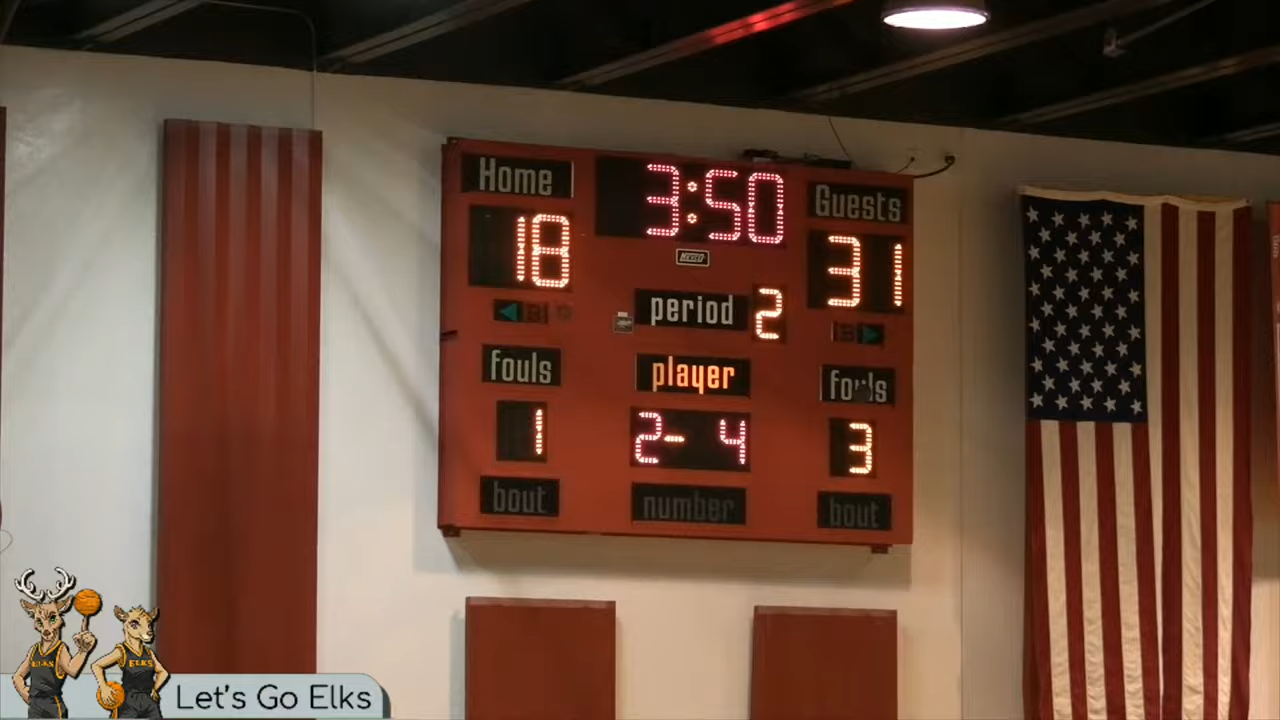 Home
3:50
Guests
18
31
period 2
fouls
player
fouls
1
2- 4
3
bout
number
bout
ELKS
ELKS
Let's Go Elks